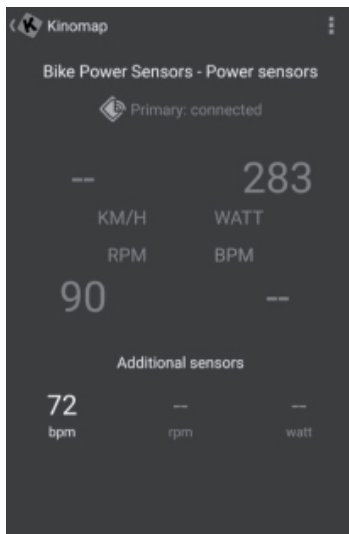 Kinomap
Bike Power Sensors - Power sensors
Primary: connected
-- 283
KM/H WATT
RPM BPM
90 --
Additional sensors
72 -- --
bpm rpm watt